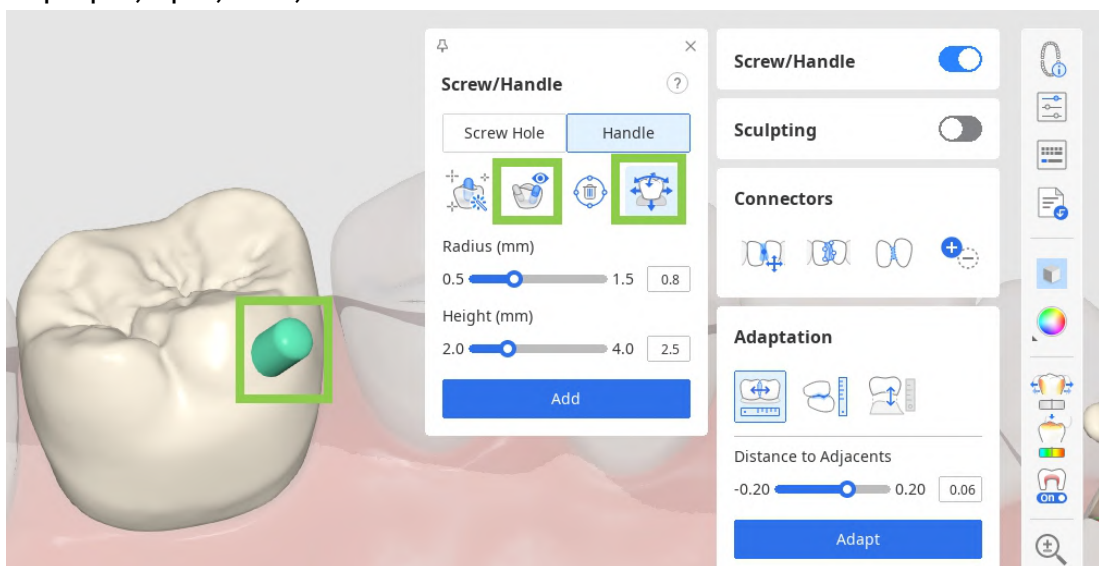 Screw/Handle
?
Screw Hole
Handle
Radius (mm)
0.5
1.5
0.8
Height (mm)
2.0
4.0
2.5
Add
Screw/Handle
Sculpting
Connectors
Adaptation
Distance to Adjacents
-0.20
0.20
0.06
Adapt
On